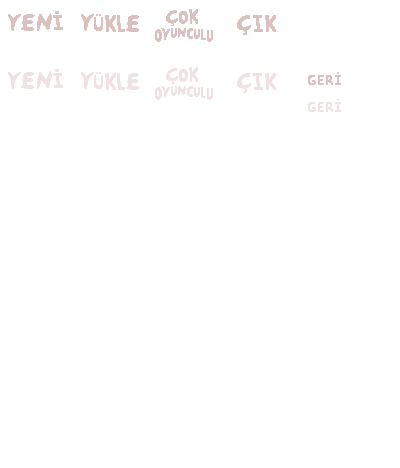 YENİ YÜKLE ÇOK OYUNCULU ÇIK
YENİ YÜKLE ÇOK OYUNCULU ÇIK GERİ
GERİ